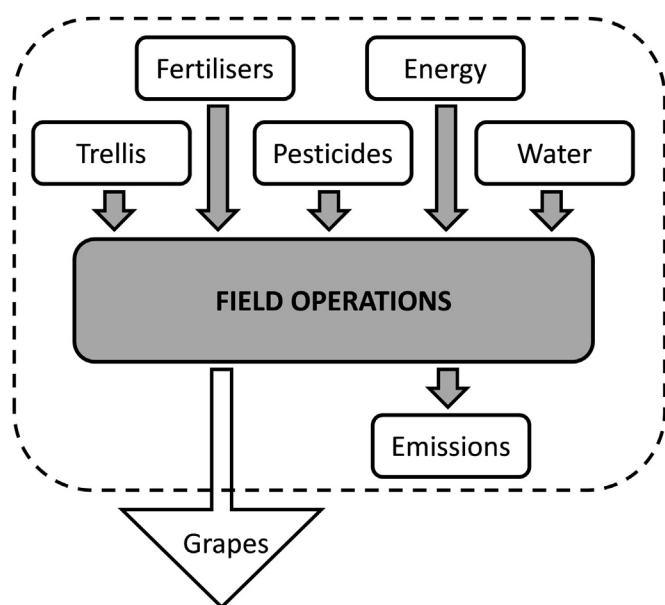 Fertilisers
Energy
Trellis
Pesticides
Water
FIELD OPERATIONS
Emissions
Grapes